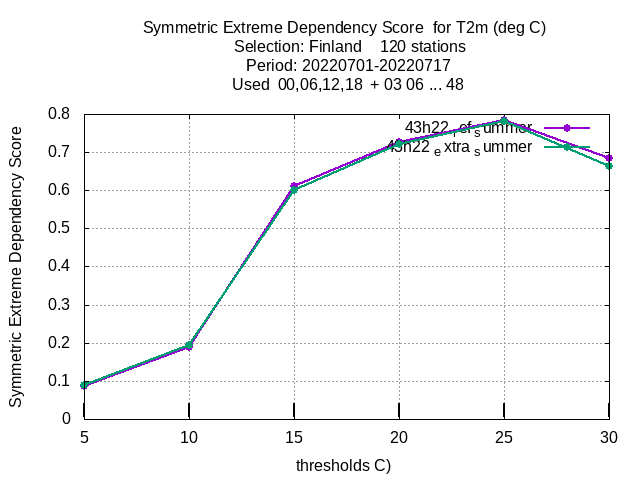 Symmetric Extreme Dependency Score for T2m (deg C)
Selection: Finland 120 stations
Period: 20220701-20220717
Used 00,06,12,18 + 03 06 ... 48
Symmetric Extreme Dependency Score
0.8
0.7
0.6
0.5
0.4
0.3
0.2
0.1
0
43h22refsummer
43h22extrasummer
5 10 15 20 25 30
thresholds C)